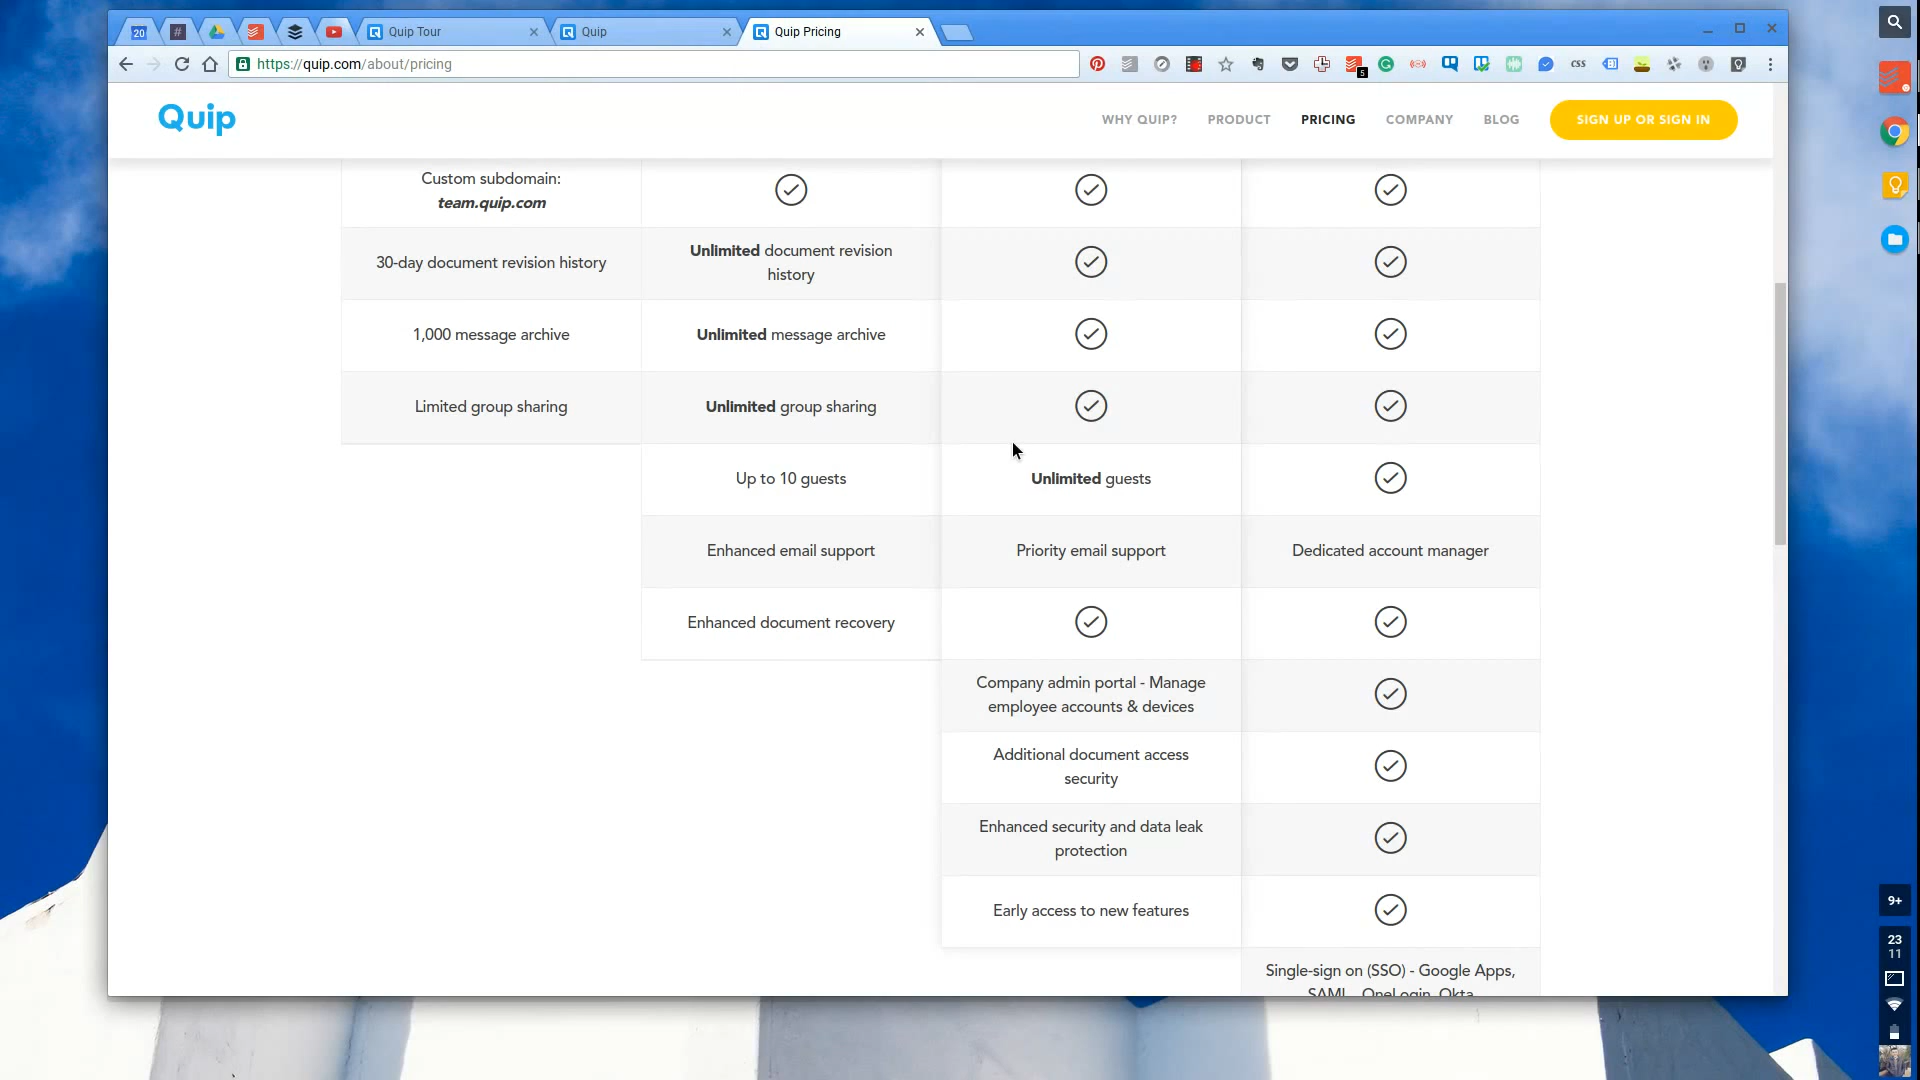 20
Quip Tour
Quip
Quip Pricing
https://quip.com/about/pricing
5
css
Quip
WHY QUIP?
PRODUCT
PRICING
COMPANY
BLOG
SIGN UP OR SIGN IN
Custom subdomain:
team.quip.com
30-day document revision history
Unlimited document revision
history
1,000 message archive
Unlimited message archive
Limited group sharing
Unlimited group sharing
Up to 10 guests
Unlimited guests
Enhanced email support
Priority email support
Dedicated account manager
Enhanced document recovery
Company admin portal - Manage
employee accounts & devices
Additional document access
security
Enhanced security and data leak
protection
Early access to new features
Single-sign on (SSO) - Google Apps,
SAML, OneLogin, Okta
9+
23
11